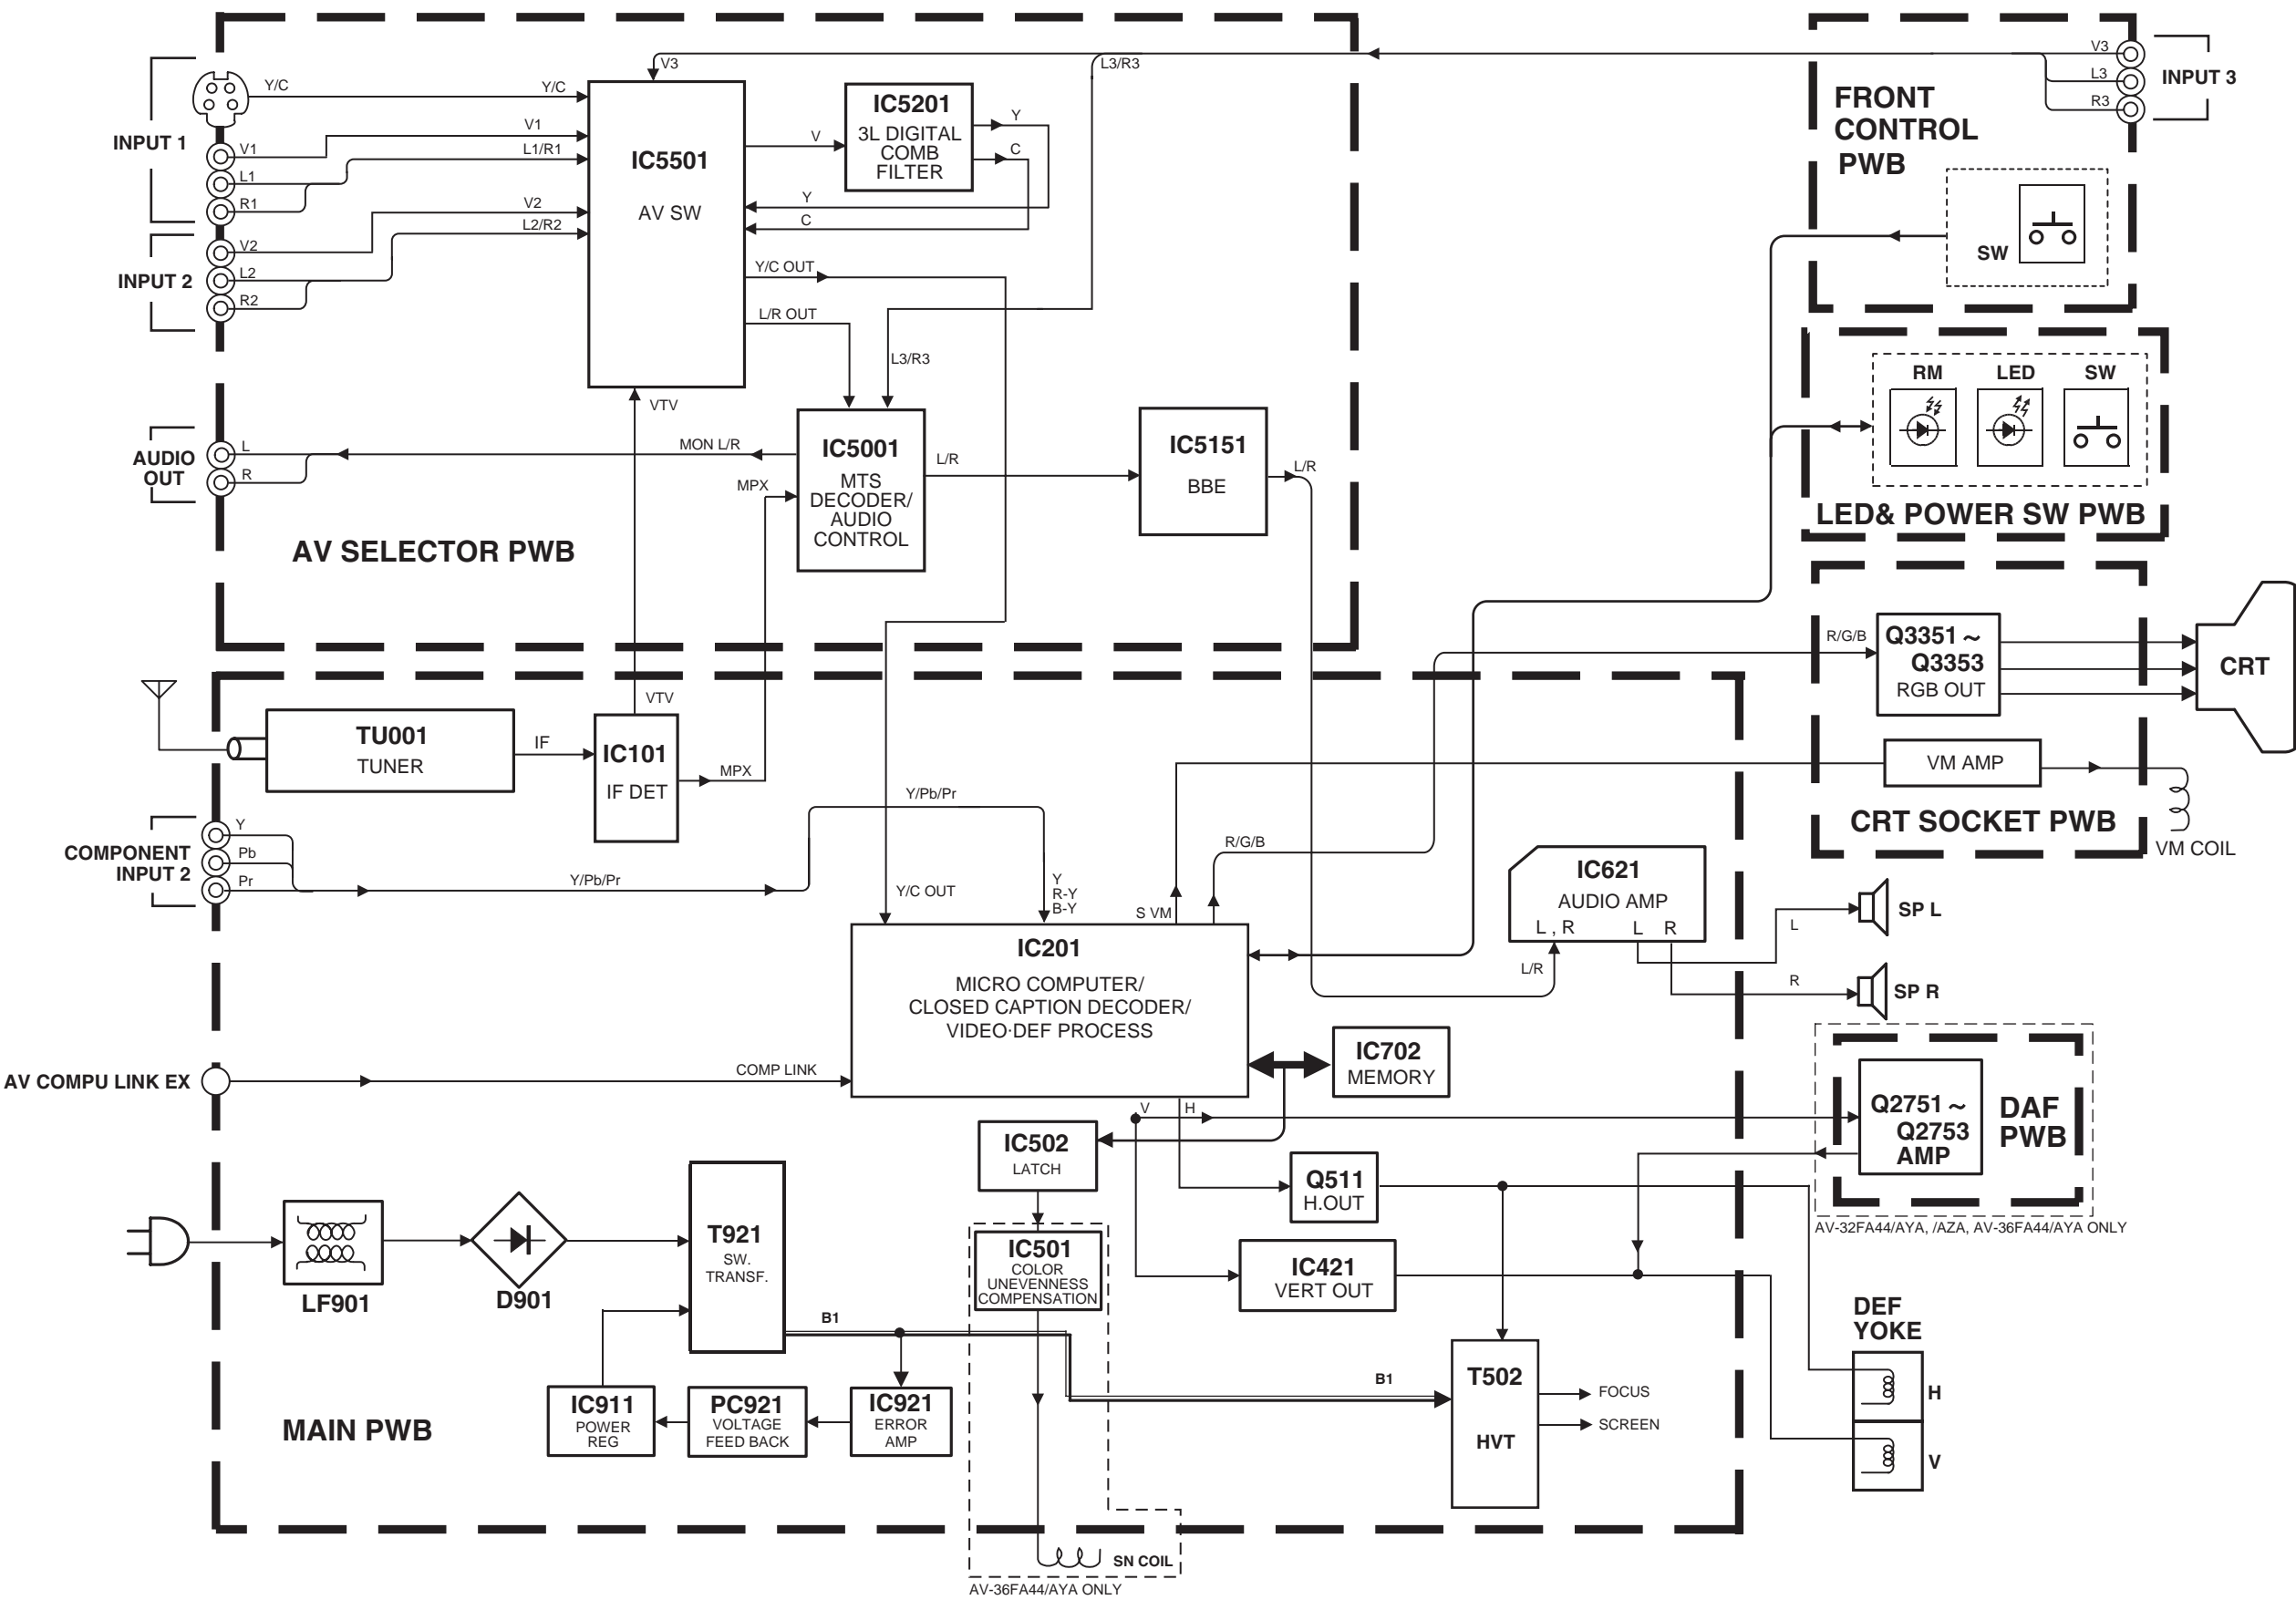 INPUT 1
Y/C
Y/C
V1
V1
L1
L1/R1
R1
INPUT 2
V2
V2
L2
L2/R2
R2
V3
IC5501
AV SW
V
IC5201
3L DIGITAL
COMB
FILTER
Y
C
Y
C
Y/C OUT
L/R OUT
L3/R3
L3/R3
VTV
AUDIO
OUT
L
R
MON L/R
MPX
IC5001
MTS
DECODER/
AUDIO
CONTROL
L/R
IC5151
BBE
L/R
AV SELECTOR PWB
FRONT
CONTROL
PWB
V3
L3
R3
INPUT 3
SW
RM
LED
SW
LED& POWER SW PWB
R/G/B
Q3351 ~
Q3353
RGB OUT
CRT
VM AMP
CRT SOCKET PWB
VM COIL
TU001
TUNER
IF
VTV
IC101
IF DET
MPX
COMPONENT
INPUT 2
Y
Pb
Pr
Y/Pb/Pr
Y/Pb/Pr
Y/C OUT
Y
R-Y
B-Y
S VM
R/G/B
IC201
MICRO COMPUTER/
CLOSED CAPTION DECODER/
VIDEO·DEF PROCESS
IC621
AUDIO AMP
L , R
L
R
L/R
L
SP L
R
SP R
AV COMPU LINK EX
COMP LINK
IC702
MEMORY
V
H
IC502
LATCH
Q511
H.OUT
IC421
VERT OUT
Q2751 ~
Q2753
AMP
DAF
PWB
AV-32FA44/AYA, /AZA, AV-36FA44/AYA ONLY
LF901
D901
T921
SW.
TRANSF.
B1
IC501
COLOR
UNEVENNESS
COMPENSATION
DEF
YOKE
H
V
B1
T502
HVT
FOCUS
SCREEN
IC911
POWER
REG
PC921
VOLTAGE
FEED BACK
IC921
ERROR
AMP
MAIN PWB
SN COIL
AV-36FA44/AYA ONLY